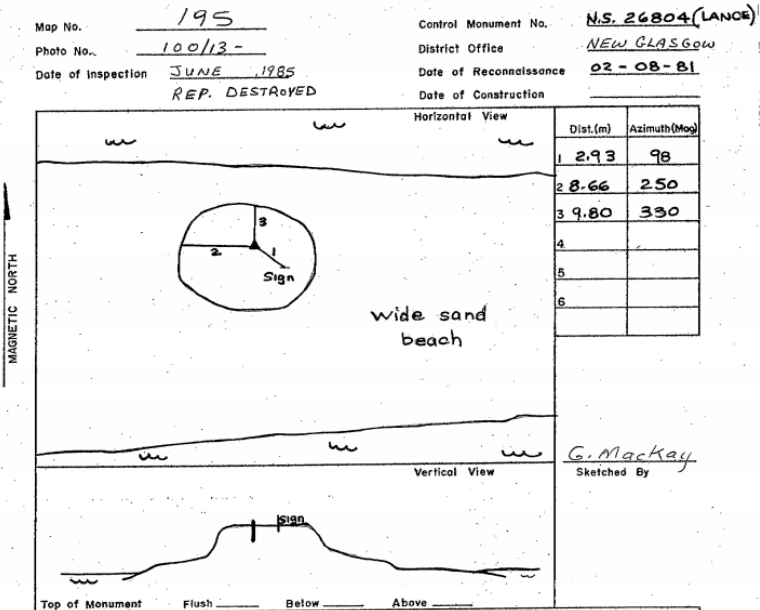 Map No. 195
Photo No. 100/13-
Date of Inspection JUNE ,1985
REP. DESTROYED
Control Monument No. N.S. 26804 (LANCE)
District Office NEW GLASGOW
Date of Reconnaissance 02-08-81
Date of Construction
Horizontal View
Dist.(m) Azimuth(Mag)
1 2.93 98
2 8.66 250
3 9.80 330
4
5
6
MAGNETIC NORTH
3
2 1
Sign
wide sand
beach
G. MacKay
Sketched By
Vertical View
Sign
Top of Monument Flush Below Above